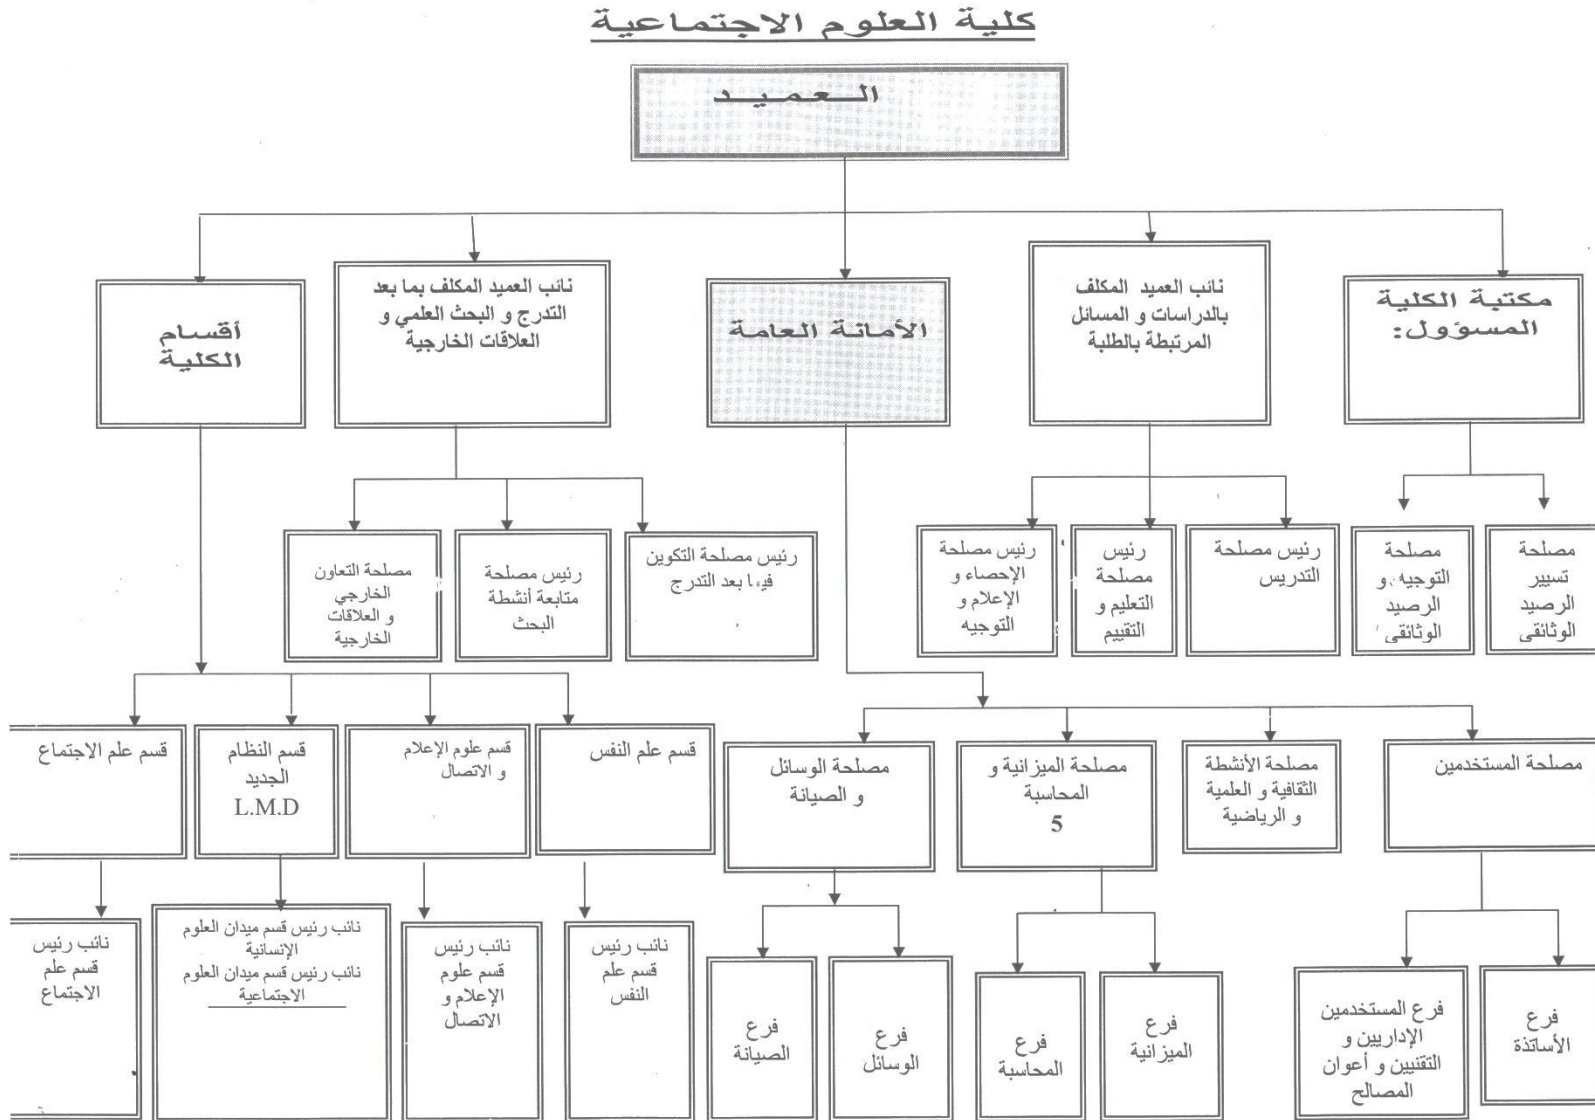 كلية العلوم الاجتماعية
العميد
مكتبة الكلية
المسؤول:
نائب العميد المكلف
بالدراسات و المسائل
المرتبطة بالطلبة
الأمانة العامة
نائب العميد المكلف بما بعد
التدرج و البحث العلمي و
العلاقات الخارجية
أقسام
الكلية
مصلحة
تسيير
الرصيد
الوثائقي
مصلحة
التوجيه و
الرصيد
الوثائقي
رئيس مصلحة
التدريس
رئيس
مصلحة
التعليم و
التقييم
رئيس مصلحة
الإحصاء و
الإعلام و
التوجيه
رئيس مصلحة التكوين
فيما بعد التدرج
رئيس مصلحة
متابعة أنشطة
البحث
مصلحة التعاون
الخارجي
و العلاقات
الخارجية
مصلحة المستخدمين
مصلحة الأنشطة
الثقافية و العلمية
و الرياضية
مصلحة الميزانية و
المحاسبة
5
مصلحة الوسائل
و الصيانة
قسم علم النفس
قسم علوم الإعلام
و الاتصال
قسم النظام
الجديد
L.M.D
قسم علم الاجتماع
فرع
الأساتذة
فرع المستخدمين
الإداريين و
التقنيين و أعوان
المصالح
فرع
الميزانية
فرع
المحاسبة
فرع
الوسائل
فرع
الصيانة
نائب رئيس
قسم علم
النفس
نائب رئيس
قسم علوم
الإعلام و
الاتصال
نائب رئيس قسم ميدان العلوم
الإنسانية
نائب رئيس قسم ميدان العلوم
الاجتماعية
نائب رئيس
قسم علم
الاجتماع